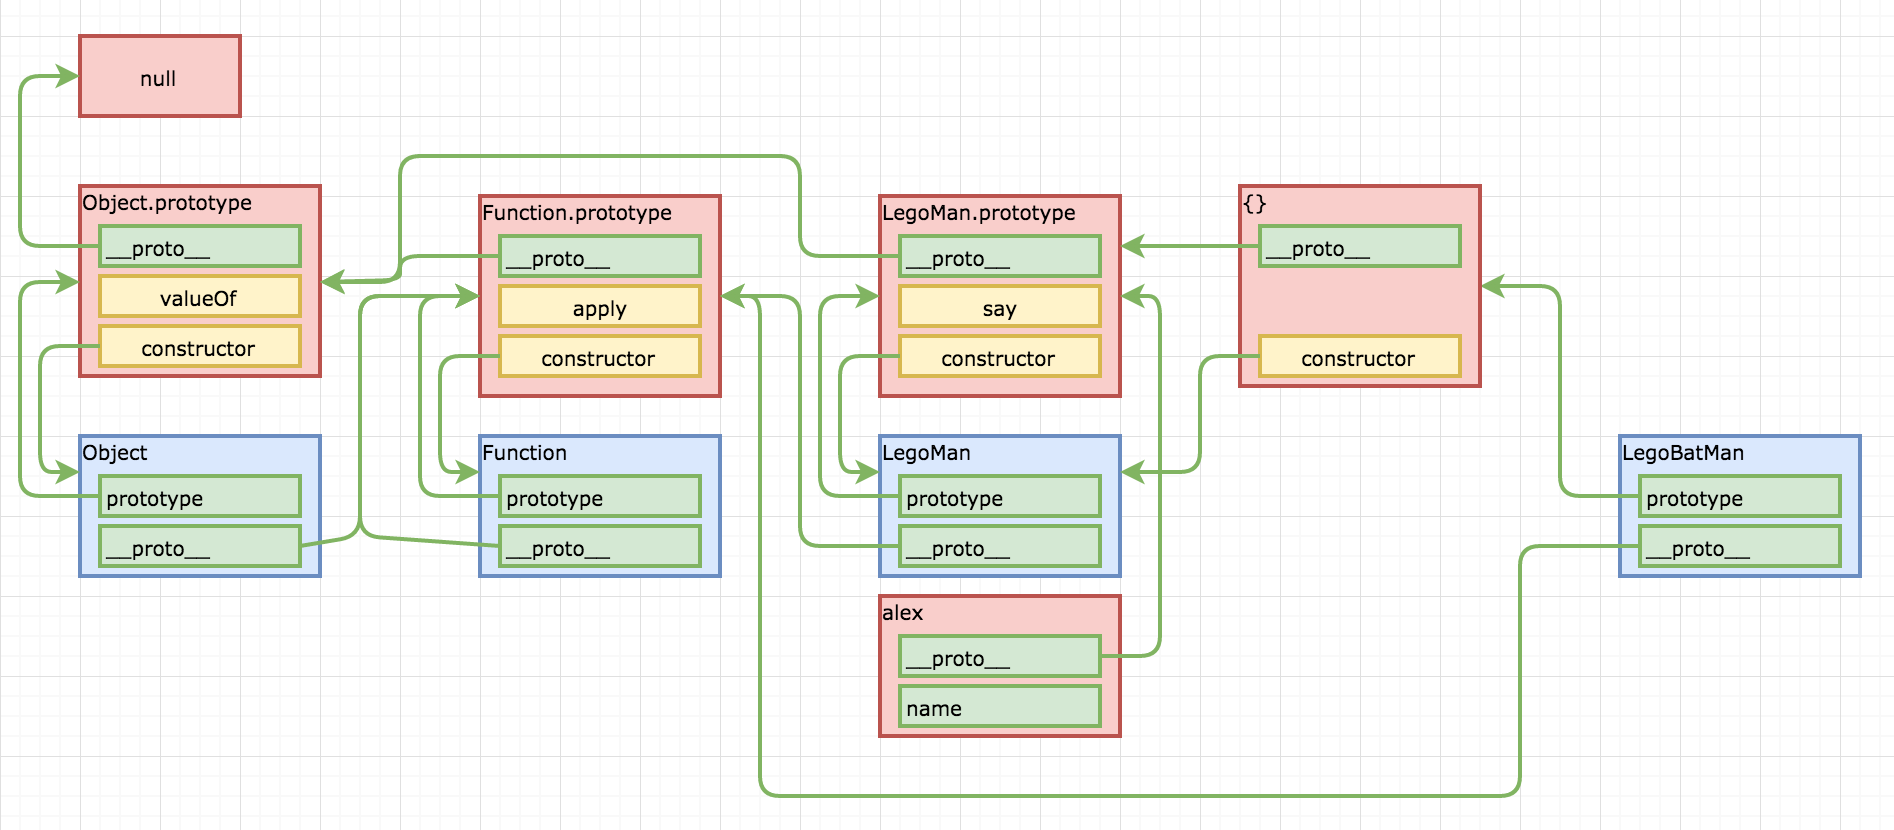 null
Object.prototype
__proto__
valueOf
constructor
Function.prototype
__proto__
apply
constructor
LegoMan.prototype
__proto__
say
constructor
{}
__proto__
constructor
Object
prototype
__proto__
Function
prototype
__proto__
LegoMan
prototype
__proto__
LegoBatMan
prototype
__proto__
alex
__proto__
name